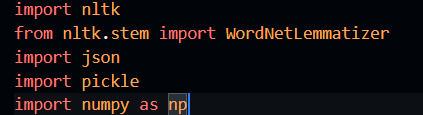 import nltk
from nltk.stem import WordNetLemmatizer
import json
import pickle
import numpy as np